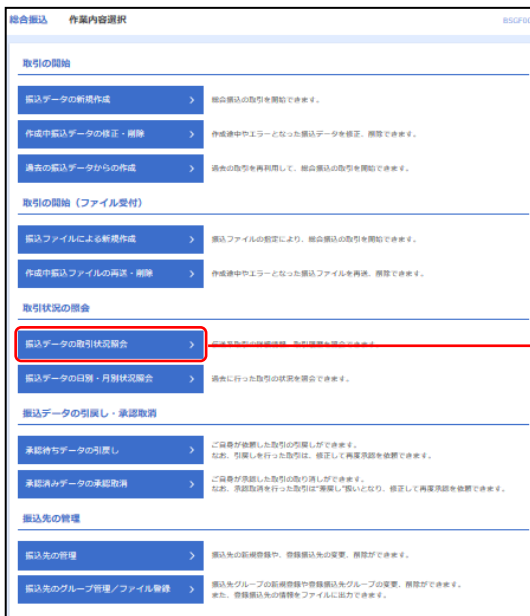 総合振込 作業内容選択 BSGF00
取引の開始
振込データの新規作成 総合振込の取引を開始できます。
作成中振込データの修正・削除 作成途中やエラーとなった振込データを修正、削除できます。
過去の振込データからの作成 過去の取引を再利用して、総合振込の取引を開始できます。
取引の開始（ファイル受付）
振込ファイルによる新規作成 振込ファイルの指定により、総合振込の取引を開始できます。
作成中振込ファイルの再送・削除 作成途中やエラーとなった振込ファイルを再送、削除できます。
取引状況の照会
振込データの取引状況照会
振込データの日別・月別状況照会 過去に行った取引の状況を照会できます。
振込データの引戻し・承認取消
承認待ちデータの引戻し ご自身が依頼した取引の引戻しができます。
なお、引戻しを行った取引は、修正して再度承認を依頼できます。
承認済みデータの承認取消 ご自身が承認した取引の取り消しができます。
なお、承認取消を行った取引は"差戻し"扱いとなり、修正して再度承認を依頼できます。
振込先の管理
振込先の管理 振込先の新規登録や、登録振込先の変更、削除ができます。
振込先のグループ管理／ファイル登録 振込先グループの新規登録や登録振込先グループの変更、削除ができます。
また、登録振込先の情報をファイルに出力できます。